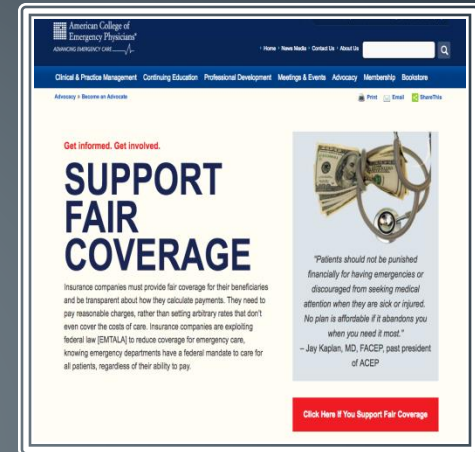 American College of
Emergency Physicians®
ADVANCING EMERGENCY CARE
Home News Media Contact Us About Us
Clinical & Practice Management Continuing Education Professional Development Meetings & Events Advocacy Membership Bookstore
Advocacy > Become an Advocate
Print Email ShareThis
Get informed. Get involved.
SUPPORT
FAIR
COVERAGE
Insurance companies must provide fair coverage for their beneficiaries
and be transparent about how they calculate payments. They need to
pay reasonable charges, rather than setting arbitrary rates that don't
even cover the costs of care. Insurance companies are exploiting
federal law [EMTALA] to reduce coverage for emergency care,
knowing emergency departments have a federal mandate to care for
all patients, regardless of their ability to pay.
"Patients should not be punished
financially for having emergencies or
discouraged from seeking medical
attention when they are sick or injured.
No plan is affordable if it abandons you
when you need it most."
– Jay Kaplan, MD, FACEP, past president
of ACEP
Click Here If You Support Fair Coverage